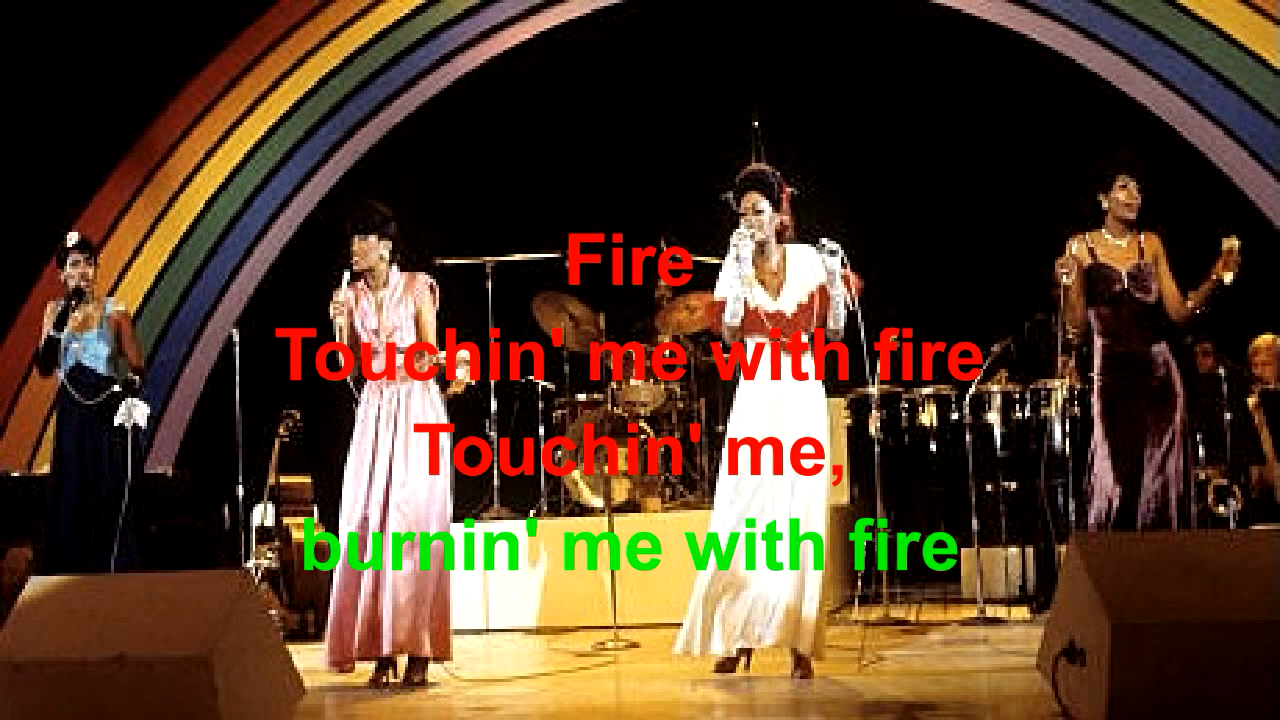 Fire
Touchin' me with fire
Touchin' me,
burnin' me with fire